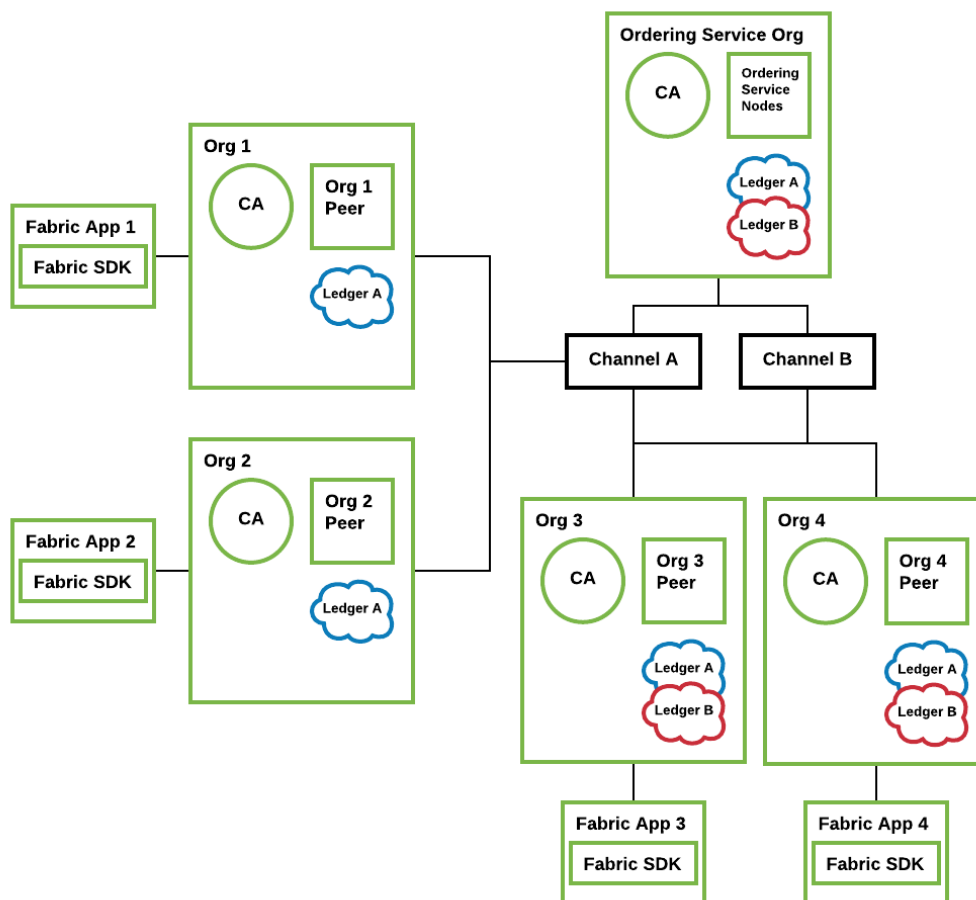 Ordering Service Org
CA
Ordering
Service
Nodes
Ledger A
Ledger B
Org 1
CA
Org 1
Peer
Ledger A
Fabric App 1
Fabric SDK
Channel A
Channel B
Org 2
CA
Org 2
Peer
Ledger A
Fabric App 2
Fabric SDK
Org 3
CA
Org 3
Peer
Ledger A
Ledger B
Org 4
CA
Org 4
Peer
Ledger A
Ledger B
Fabric App 3
Fabric SDK
Fabric App 4
Fabric SDK